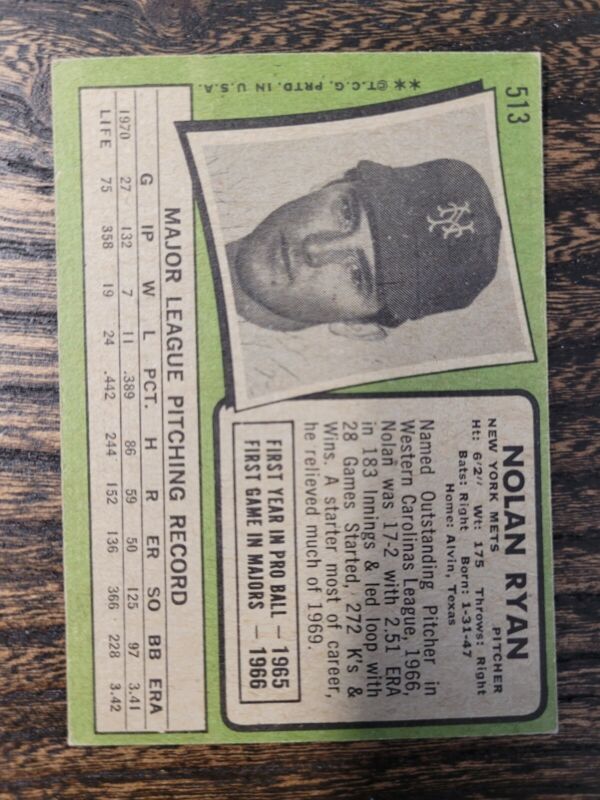 513
**©T.C.G. PRTD. IN U.S.A.
NY
NOLAN RYAN
NEW YORK METS PITCHER
Ht: 6'2" Wt: 175 Throws: Right
Bats: Right Born: 1-31-47
Home: Alvin, Texas
Named Outstanding Pitcher in
Western Carolinas League, 1966,
Nolan was 17-2 with 2.51 ERA
in 183 Innings & led loop with
28 Games Started, 272 K's &
Wins. A starter most of career,
he relieved much of 1969.
FIRST YEAR IN PRO BALL — 1965
FIRST GAME IN MAJORS — 1966
MAJOR LEAGUE PITCHING RECORD
G IP W L PCT. H R ER SO BB ERA
1970 27 132 7 11 .389 86 59 50 125 97 3.41
LIFE 75 358 19 24 .442 244 152 136 366 228 3.42